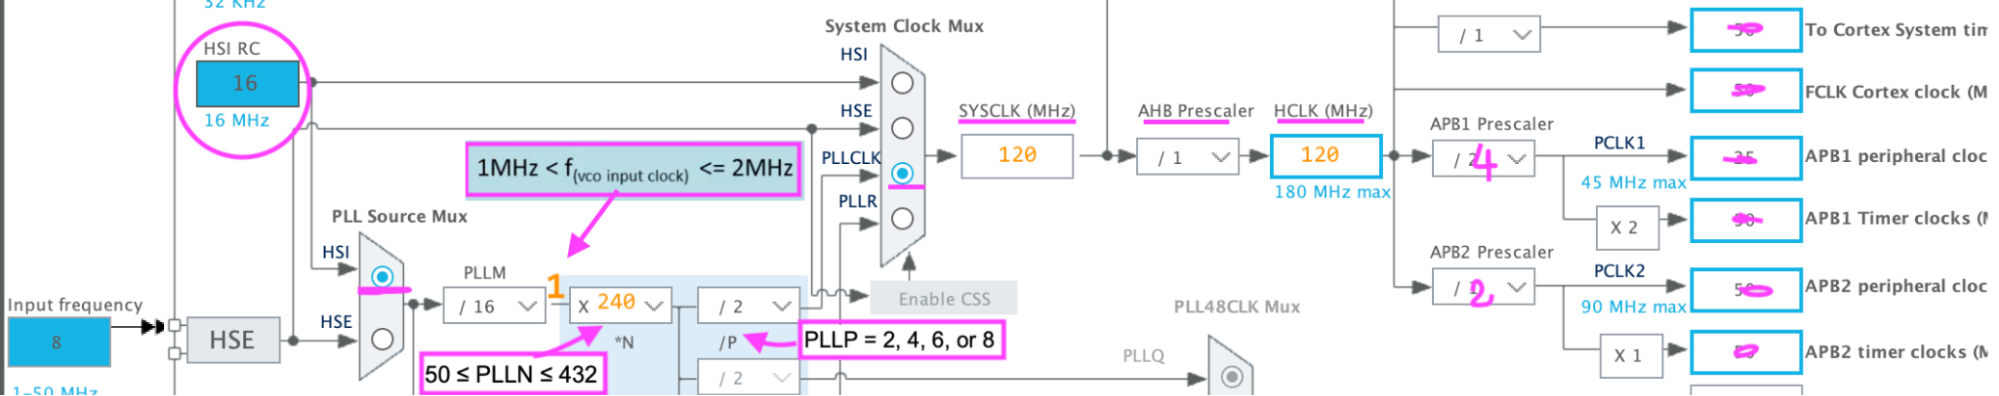 32 KHz
System Clock Mux
HSI RC
16
16 MHz
HSI
HSE
PLLCLK
PLLR
SYSCLK (MHz)
120
AHB Prescaler
/ 1
HCLK (MHz)
120
180 MHz max
/ 1
To Cortex System tim
FCLK Cortex clock (M
APB1 Prescaler
/ 4
PCLK1
45 MHz max
APB1 peripheral cloc
X 2
APB1 Timer clocks (M
APB2 Prescaler
/ 2
PCLK2
90 MHz max
APB2 peripheral cloc
X 1
APB2 timer clocks (M
1MHz < f(vco input clock) <= 2MHz
PLL Source Mux
HSI
HSE
PLLM
/ 16
1
X 240
*N
/ 2
/P
/ 2
50 ≤ PLLN ≤ 432
PLLP = 2, 4, 6, or 8
Enable CSS
PLL48CLK Mux
PLLQ
Input frequency
8
1-50 MHz
HSE